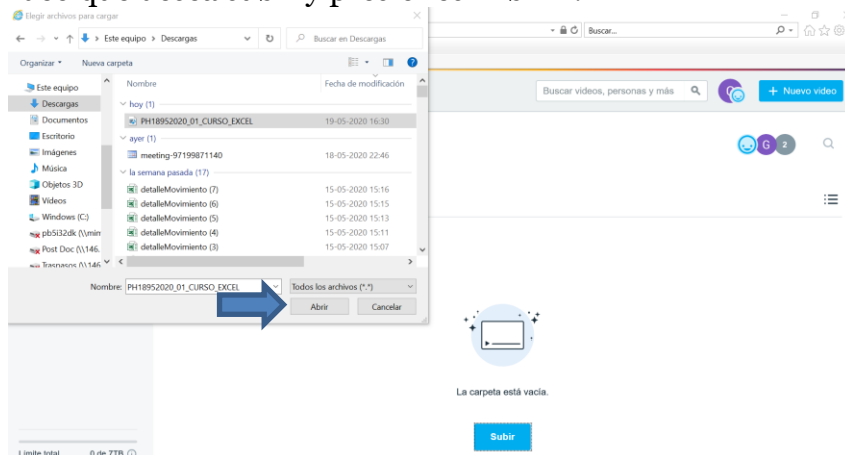 Elegir archivos para cargar
Este equipo > Descargas
Buscar en Descargas
Buscar...
Organizar
Nueva carpeta
Este equipo
Descargas
Documentos
Escritorio
Imágenes
Música
Objetos 3D
Vídeos
Windows (C:)
pb5i32dk (\\min
Post Doc (\\146.
Traspasos (\\146
Nombre
Fecha de modificación
hoy (1)
PH18952020_01_CURSO_EXCEL
19-05-2020 16:30
ayer (1)
meeting-97199871140
18-05-2020 22:46
la semana pasada (17)
detalleMovimiento (7)
15-05-2020 15:16
detalleMovimiento (6)
15-05-2020 15:15
detalleMovimiento (5)
15-05-2020 15:13
detalleMovimiento (4)
15-05-2020 15:11
detalleMovimiento (3)
15-05-2020 15:07
Nombre: PH18952020_01_CURSO_EXCEL
Todos los archivos (*.*)
Abrir
Cancelar
Buscar videos, personas y más
+ Nuevo video
G
2
La carpeta está vacía.
Subir
Límite total
0 de 7TB